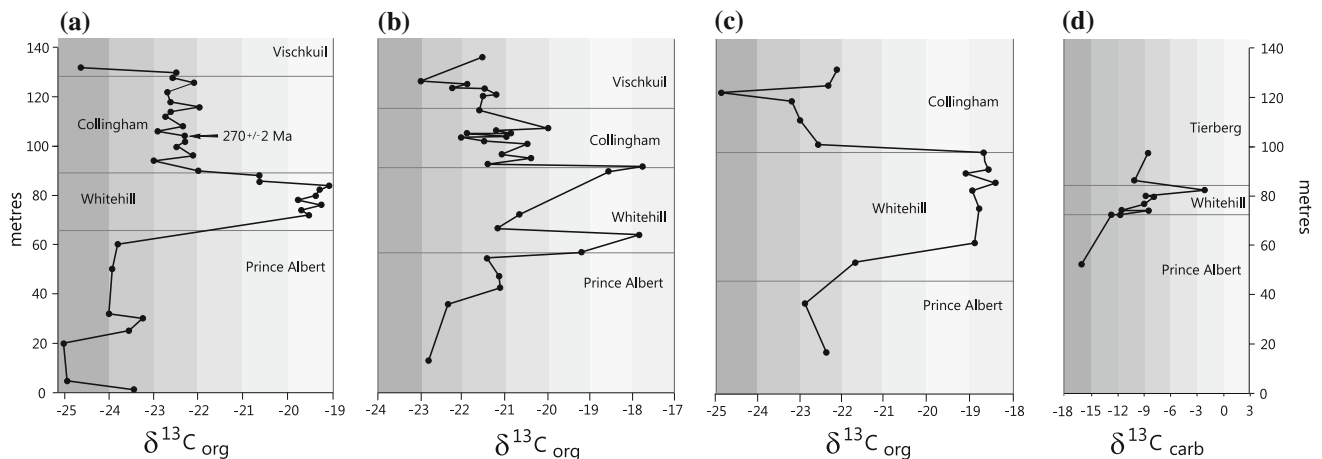 (a)
140
120
100
80
60
40
20
0
metres
Vischkuil
Collingham
270+/-2 Ma
Whitehill
Prince Albert
-25 -24 -23 -22 -21 -20 -19
δ13C org
(b)
Vischkuil
Collingham
Whitehill
Prince Albert
-24 -23 -22 -21 -20 -19 -18 -17
δ13C org
(c)
Collingham
Whitehill
Prince Albert
-25 -24 -23 -22 -21 -20 -19 -18
δ13C org
(d)
Tierberg
Whitehill
Prince Albert
140
120
100
80
60
40
20
0
metres
-18 -15 -12 -9 -6 -3 0 3
δ13C carb